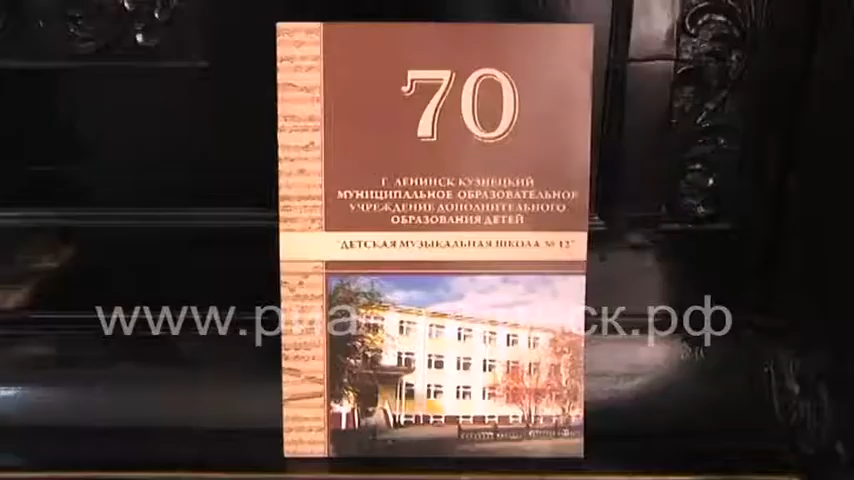 70
Г. ЛЕНИНСК КУЗНЕЦКИЙ
МУНИЦИПАЛЬНОЕ ОБРАЗОВАТЕЛЬНОЕ
УЧРЕЖДЕНИЕ ДОПОЛНИТЕЛЬНОГО
ОБРАЗОВАНИЯ ДЕТЕЙ
"ДЕТСКАЯ МУЗЫКАЛЬНАЯ ШКОЛА № 12"